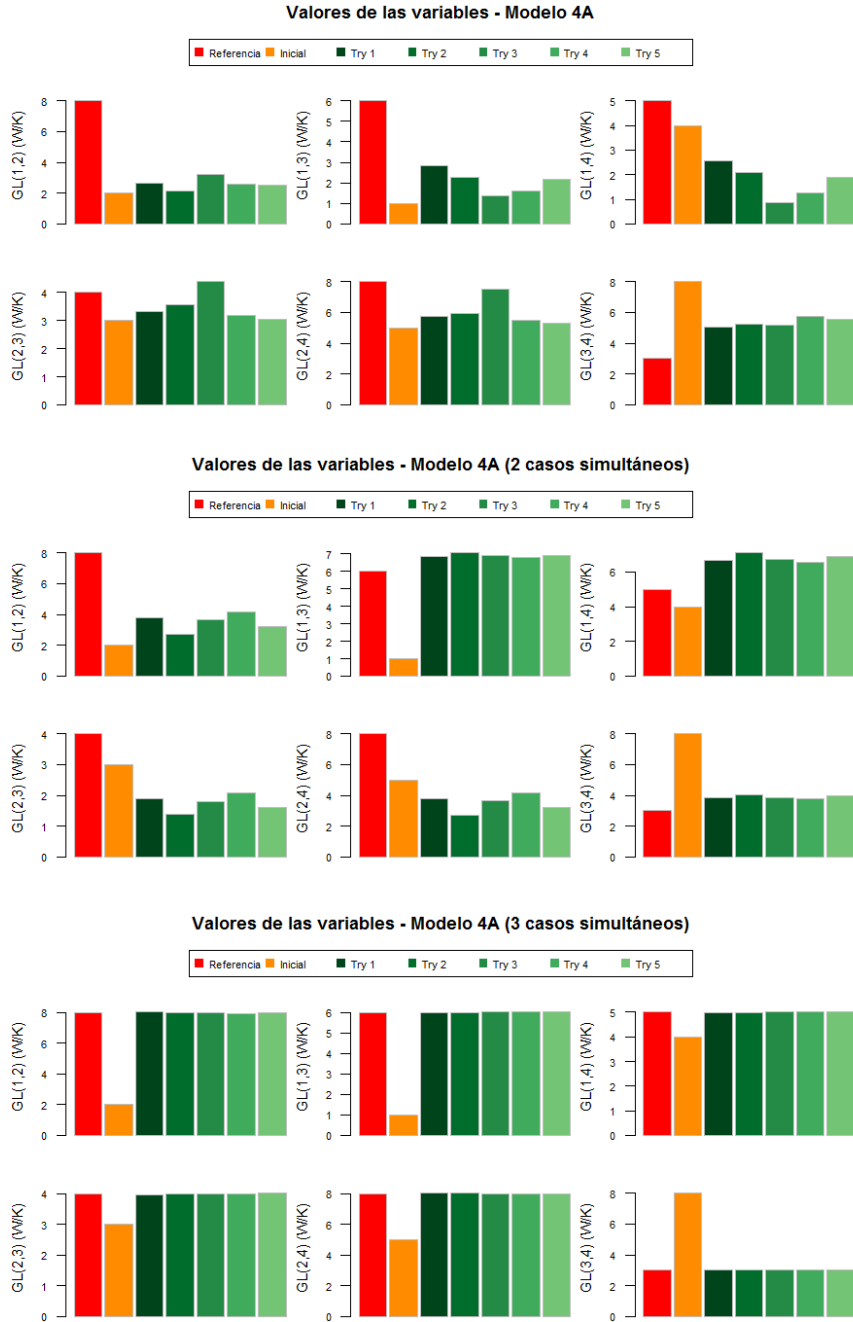 Valores de las variables - Modelo 4A
Referencia Inicial Try 1 Try 2 Try 3 Try 4 Try 5
GL(1,2) (W/K)
0 2 4 6 8
GL(1,3) (W/K)
0 1 2 3 4 5 6
GL(1,4) (W/K)
0 1 2 3 4 5
GL(2,3) (W/K)
0 1 2 3 4
GL(2,4) (W/K)
0 2 4 6 8
GL(3,4) (W/K)
0 2 4 6 8
Valores de las variables - Modelo 4A (2 casos simultáneos)
Referencia Inicial Try 1 Try 2 Try 3 Try 4 Try 5
GL(1,2) (W/K)
0 2 4 6 8
GL(1,3) (W/K)
0 1 2 3 4 5 6 7
GL(1,4) (W/K)
0 2 4 6
GL(2,3) (W/K)
0 1 2 3 4
GL(2,4) (W/K)
0 2 4 6 8
GL(3,4) (W/K)
0 2 4 6 8
Valores de las variables - Modelo 4A (3 casos simultáneos)
Referencia Inicial Try 1 Try 2 Try 3 Try 4 Try 5
GL(1,2) (W/K)
0 2 4 6 8
GL(1,3) (W/K)
0 1 2 3 4 5 6
GL(1,4) (W/K)
0 1 2 3 4 5
GL(2,3) (W/K)
0 1 2 3 4
GL(2,4) (W/K)
0 2 4 6 8
GL(3,4) (W/K)
0 2 4 6 8